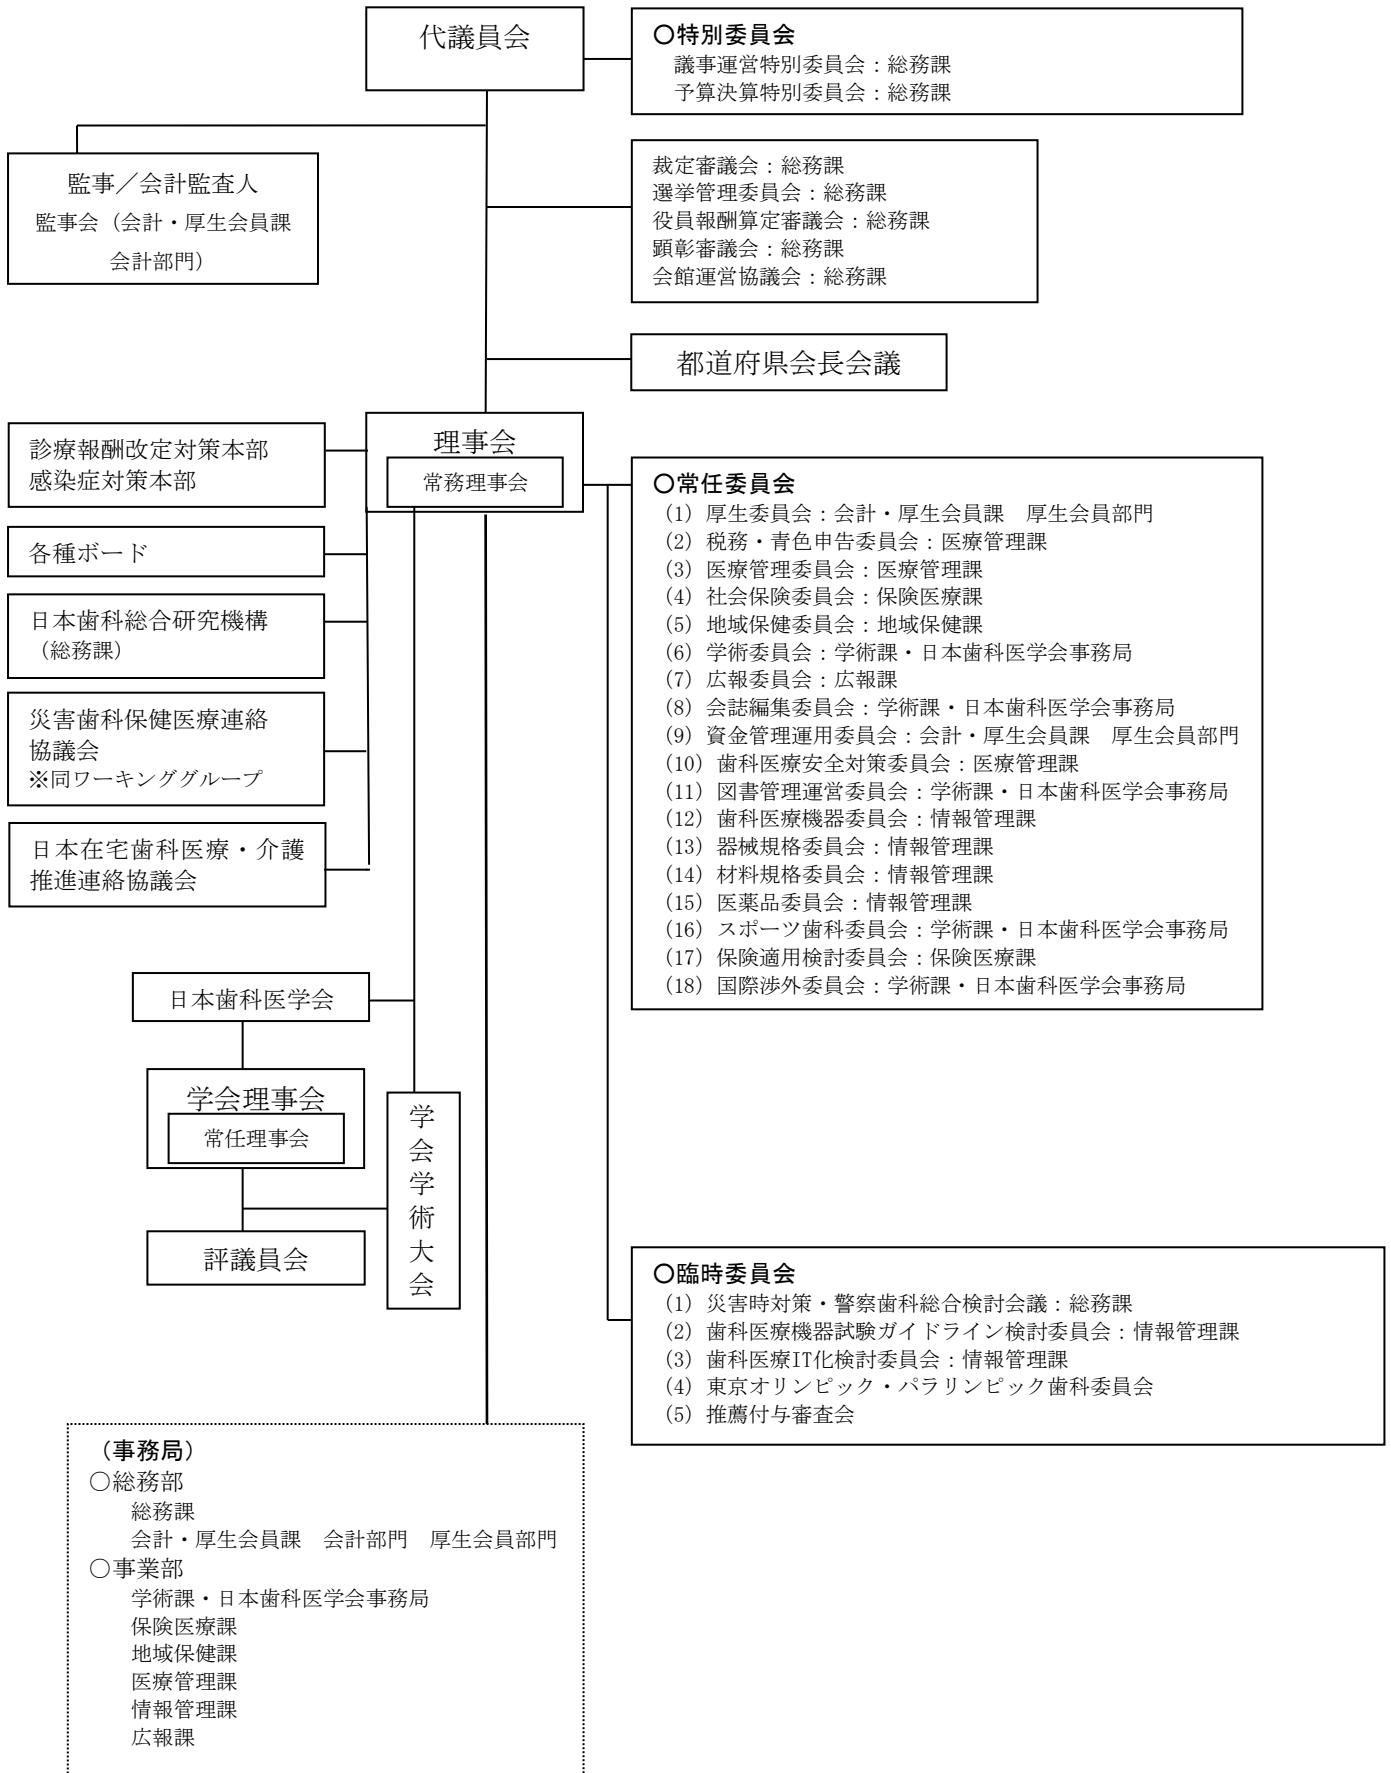 代議員会
〇特別委員会
議事運営特別委員会：総務課
予算決算特別委員会：総務課
監事／会計監査人
監事会（会計・厚生会員課
会計部門）
裁定審議会：総務課
選挙管理委員会：総務課
役員報酬算定審議会：総務課
顕彰審議会：総務課
会館運営協議会：総務課
都道府県会長会議
理事会
常務理事会
診療報酬改定対策本部
感染症対策本部
各種ボード
日本歯科総合研究機構
（総務課）
災害歯科保健医療連絡
協議会
※同ワーキンググループ
日本在宅歯科医療・介護
推進連絡協議会
〇常任委員会
（1）厚生委員会：会計・厚生会員課　厚生会員部門
（2）税務・青色申告委員会：医療管理課
（3）医療管理委員会：医療管理課
（4）社会保険委員会：保険医療課
（5）地域保健委員会：地域保健課
（6）学術委員会：学術課・日本歯科医学会事務局
（7）広報委員会：広報課
（8）会誌編集委員会：学術課・日本歯科医学会事務局
（9）資金管理運用委員会：会計・厚生会員課　厚生会員部門
（10）歯科医療安全対策委員会：医療管理課
（11）図書管理運営委員会：学術課・日本歯科医学会事務局
（12）歯科医療機器委員会：情報管理課
（13）器械規格委員会：情報管理課
（14）材料規格委員会：情報管理課
（15）医薬品委員会：情報管理課
（16）スポーツ歯科委員会：学術課・日本歯科医学会事務局
（17）保険適用検討委員会：保険医療課
（18）国際渉外委員会：学術課・日本歯科医学会事務局
日本歯科医学会
学会理事会
常任理事会
評議員会
学会学術大会
〇臨時委員会
（1）災害時対策・警察歯科総合検討会議：総務課
（2）歯科医療機器試験ガイドライン検討委員会：情報管理課
（3）歯科医療IT化検討委員会：情報管理課
（4）東京オリンピック・パラリンピック歯科委員会
（5）推薦付与審査会
（事務局）
〇総務部
総務課
会計・厚生会員課　会計部門　厚生会員部門
〇事業部
学術課・日本歯科医学会事務局
保険医療課
地域保健課
医療管理課
情報管理課
広報課